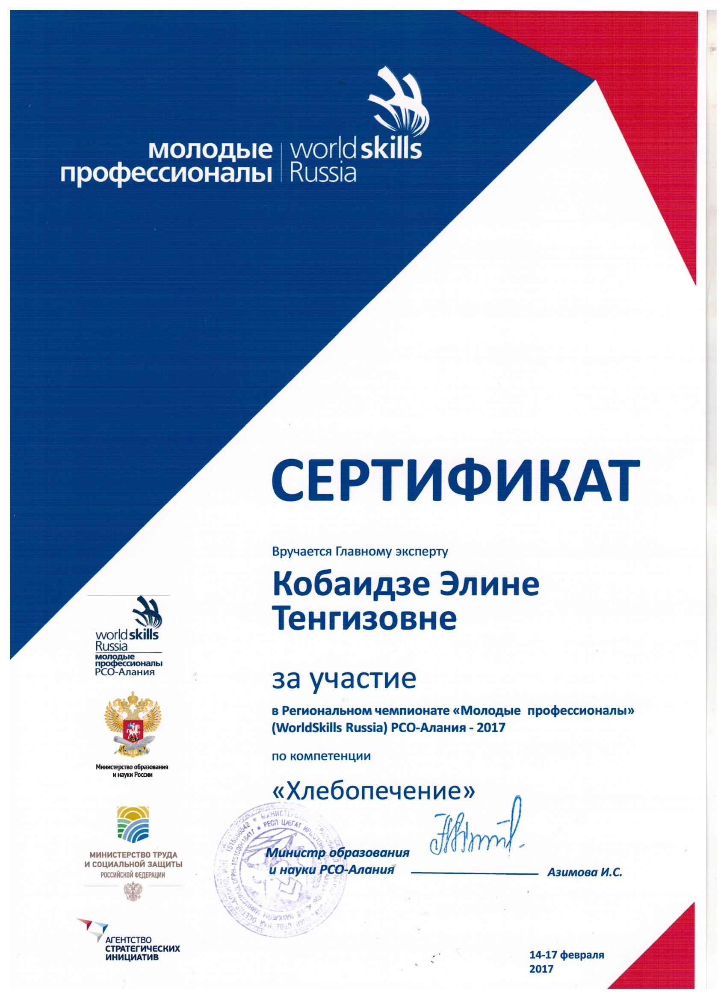 молодые
профессионалы
worldskills
Russia
СЕРТИФИКАТ
Вручается Главному эксперту
Кобаидзе Элине
Тенгизовне
за участие
в Региональном чемпионате «Молодые профессионалы»
(WorldSkills Russia) РСО-Алания - 2017
по компетенции
«Хлебопечение»
Министр образования
и науки РСО-Алания
Азимова И.С.
14-17 февраля
2017
worldskills
Russia
молодые
профессионалы
РСО-Алания
Министерство образования
и науки России
МИНИСТЕРСТВО ТРУДА
И СОЦИАЛЬНОЙ ЗАЩИТЫ
РОССИЙСКОЙ ФЕДЕРАЦИИ
АГЕНТСТВО
СТРАТЕГИЧЕСКИХ
ИНИЦИАТИВ